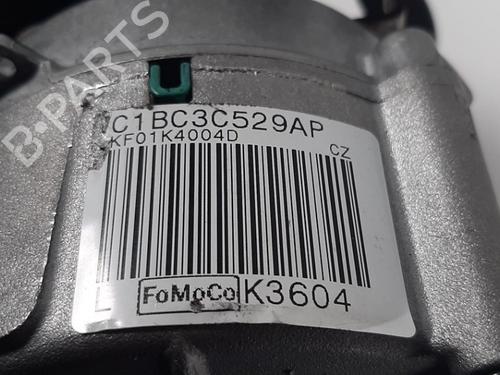 B-PARTS
C1BC3C529AP
KF01K4004D
CZ
L FoMoCo K3604